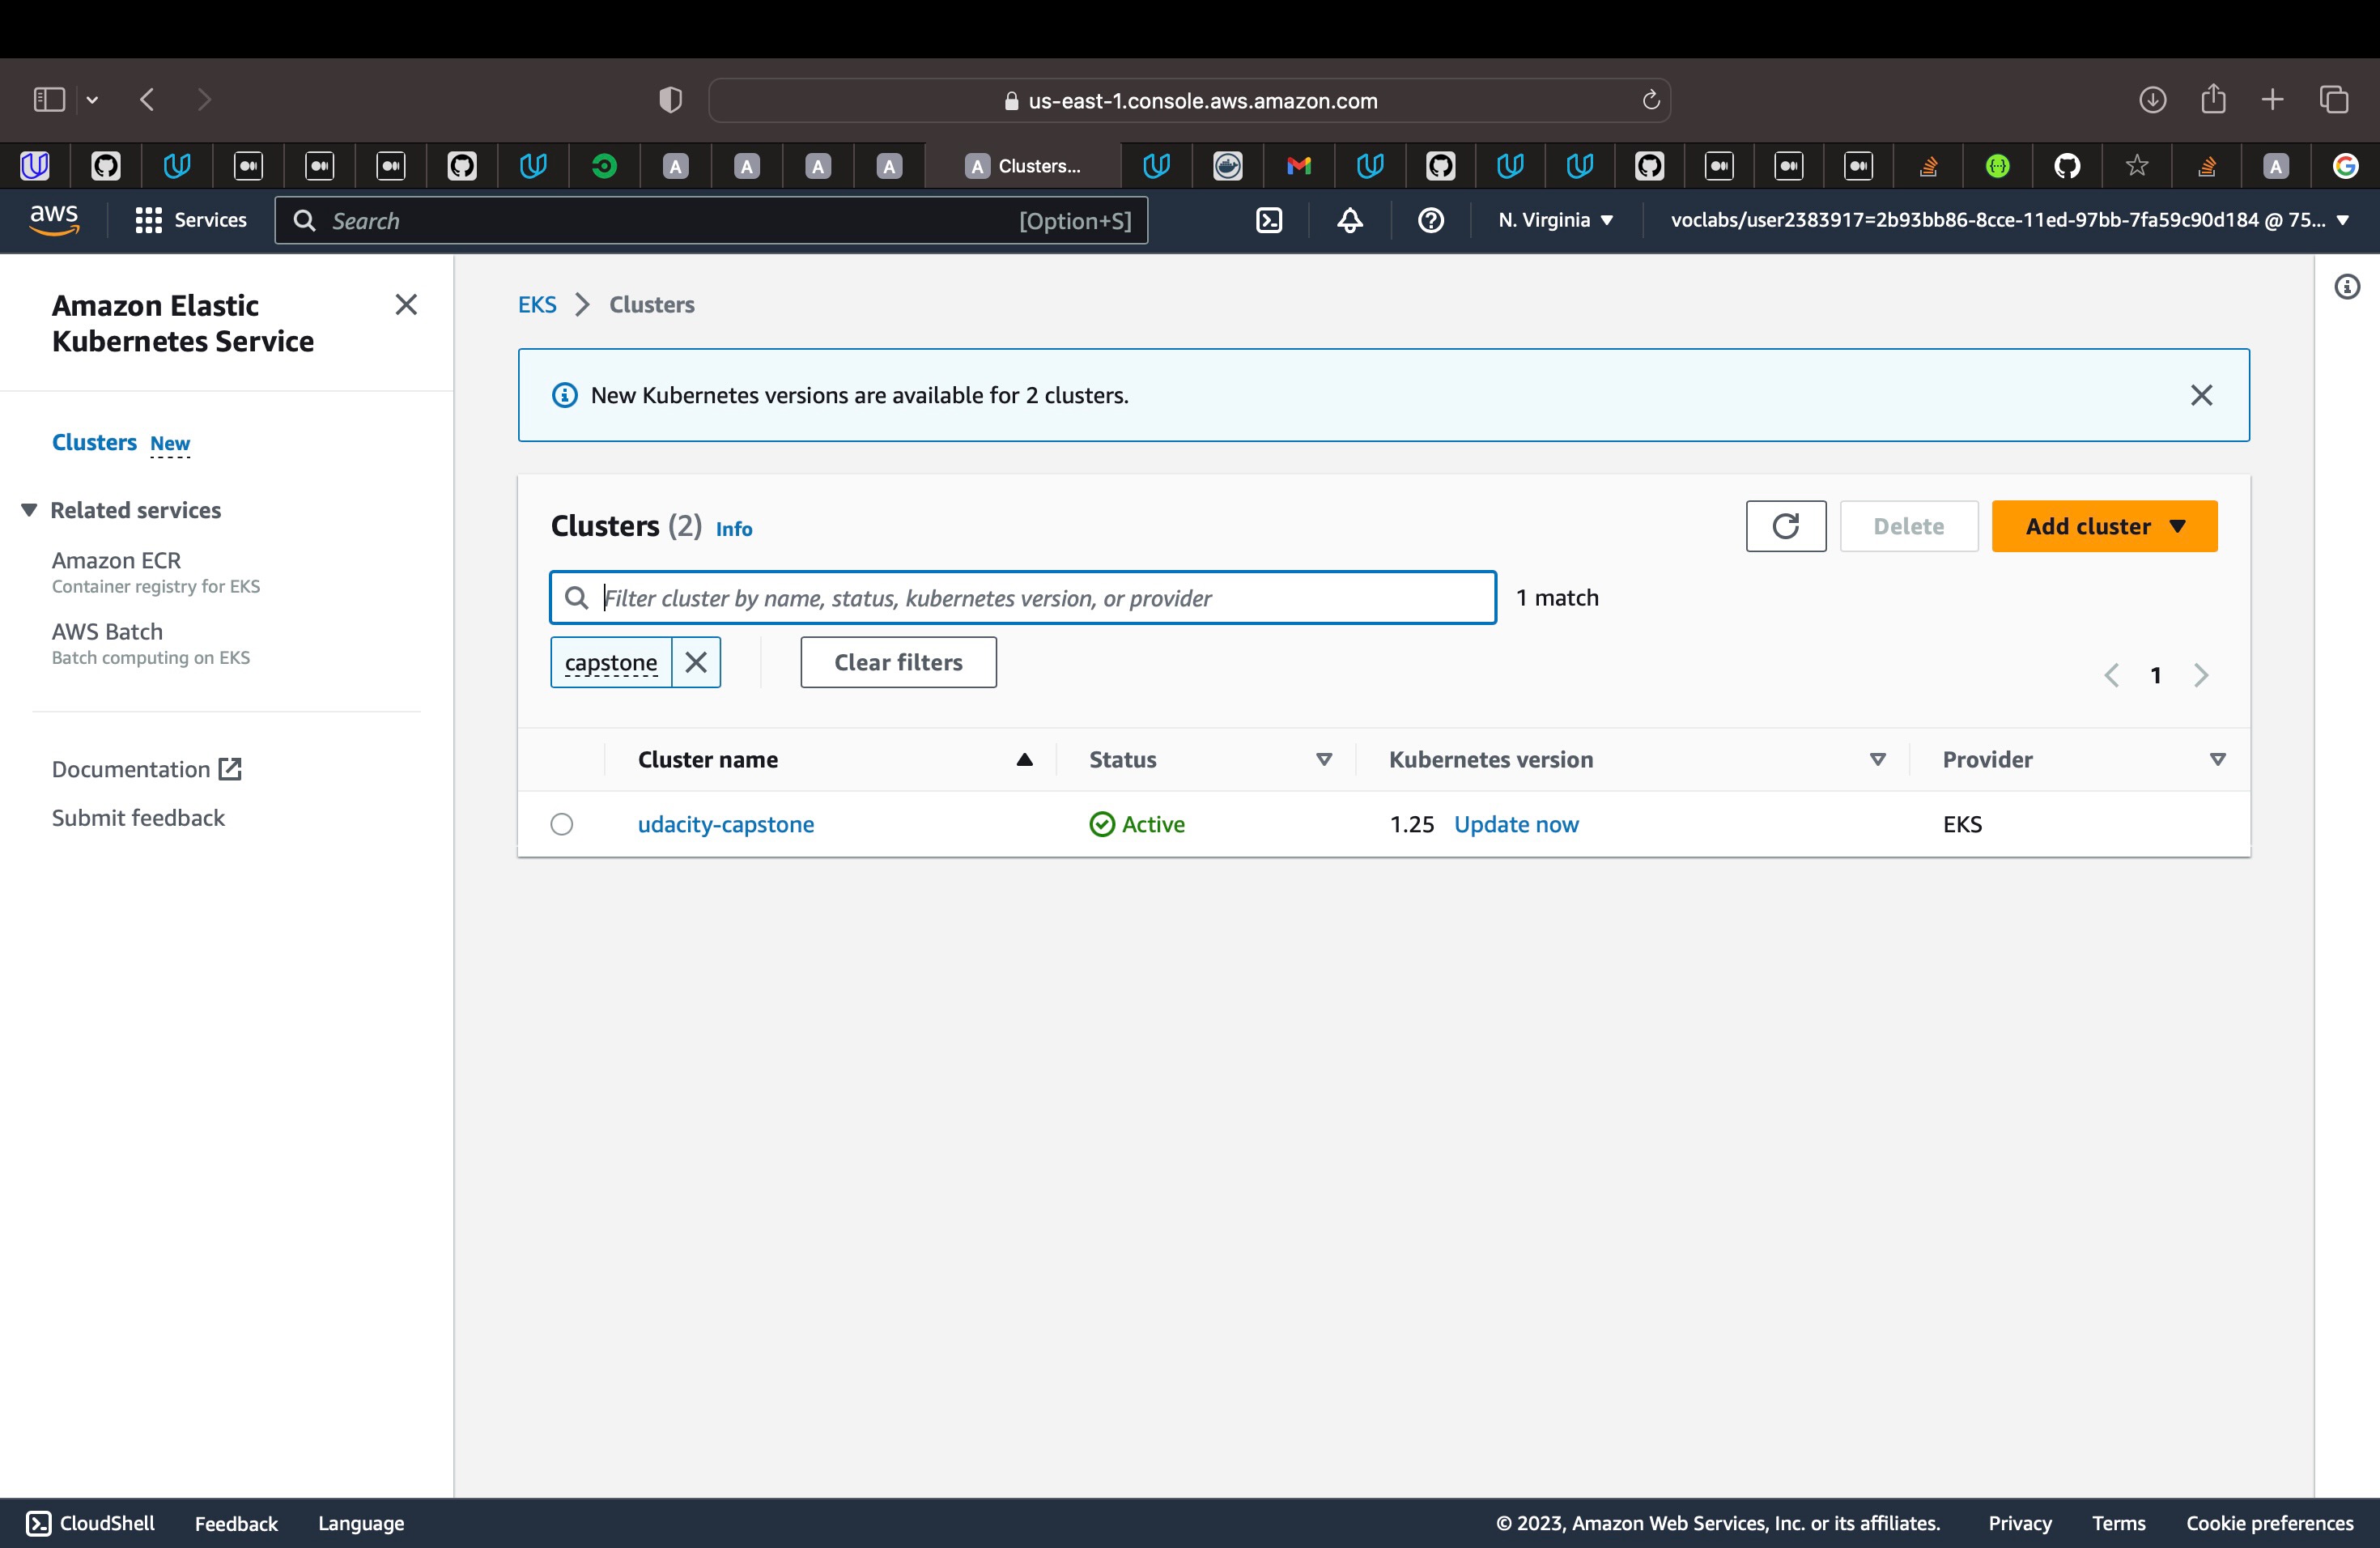 us-east-1.console.aws.amazon.com
A
A
A
A
A Clusters...
A
aws
Services
Search
[Option+S]
N. Virginia
voclabs/user2383917=2b93bb86-8cce-11ed-97bb-7fa59c90d184 @ 75...
Amazon Elastic
Kubernetes Service
Clusters New
Related services
Amazon ECR
Container registry for EKS
AWS Batch
Batch computing on EKS
Documentation
Submit feedback
EKS
Clusters
New Kubernetes versions are available for 2 clusters.
Clusters (2) Info
Delete
Add cluster
Filter cluster by name, status, kubernetes version, or provider
1 match
capstone
Clear filters
1
Cluster name
Status
Kubernetes version
Provider
udacity-capstone
Active
1.25 Update now
EKS
CloudShell
Feedback
Language
© 2023, Amazon Web Services, Inc. or its affiliates.
Privacy
Terms
Cookie preferences